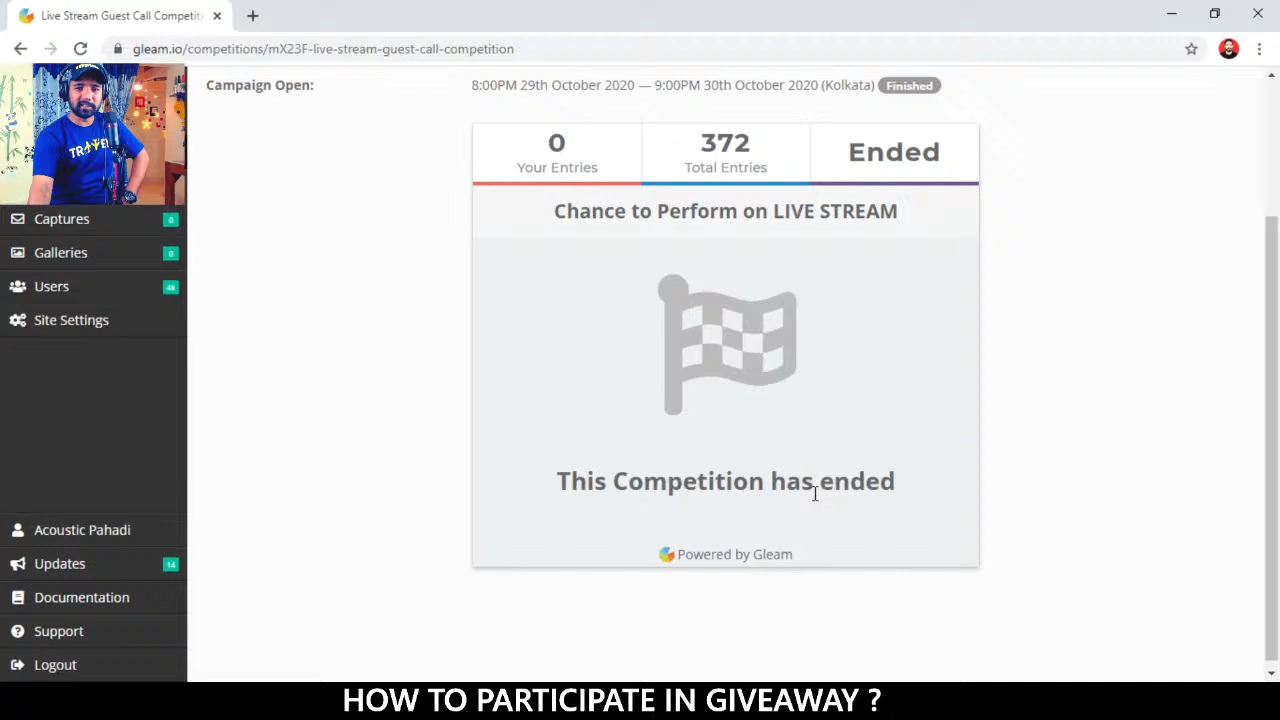 Live Stream Guest Call Competiti
gleam.io/competitions/mX23F-live-stream-guest-call-competition
TRAVEL
Captures 0
Galleries 0
Users 4k
Site Settings
Acoustic Pahadi
Updates 14
Documentation
Support
Logout
Campaign Open: 8:00PM 29th October 2020 — 9:00PM 30th October 2020 (Kolkata) Finished
0 372 Ended
Your Entries Total Entries
Chance to Perform on LIVE STREAM
This Competition has ended
Powered by Gleam
HOW TO PARTICIPATE IN GIVEAWAY ?